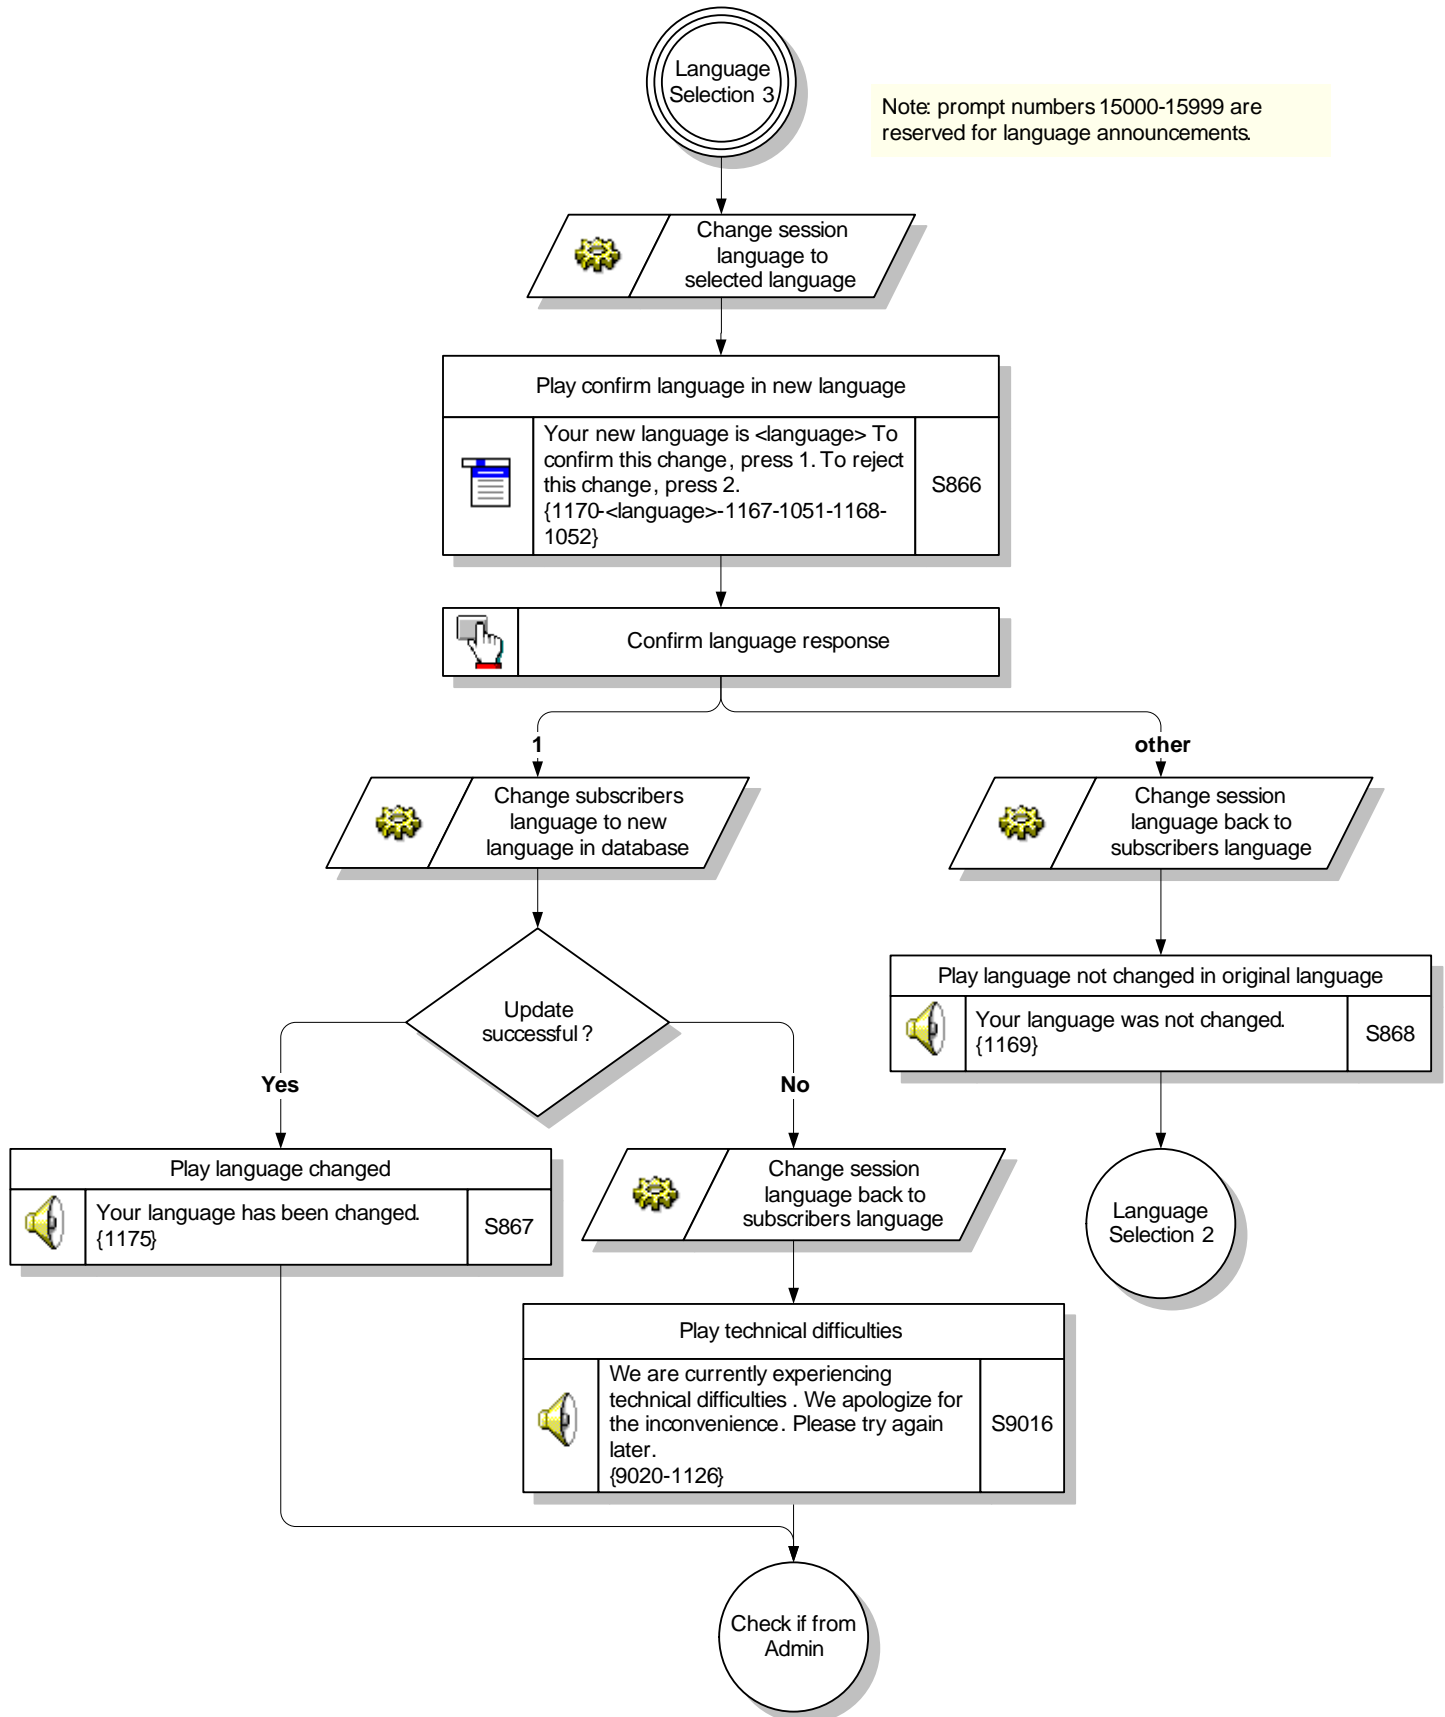 Language
Selection 3
Note: prompt numbers 15000-15999 are
reserved for language announcements.
Change session
language to
selected language
Play confirm language in new language
Your new language is <language> To
confirm this change, press 1. To reject
this change, press 2.
{1170-<language>-1167-1051-1168-
1052}
S866
Confirm language response
1
other
Change subscribers
language to new
language in database
Change session
language back to
subscribers language
Update
successful?
Play language not changed in original language
Your language was not changed.
{1169}
S868
Yes
No
Play language changed
Your language has been changed.
{1175}
S867
Change session
language back to
subscribers language
Language
Selection 2
Play technical difficulties
We are currently experiencing
technical difficulties. We apologize for
the inconvenience. Please try again
later.
{9020-1126}
S9016
Check if from
Admin